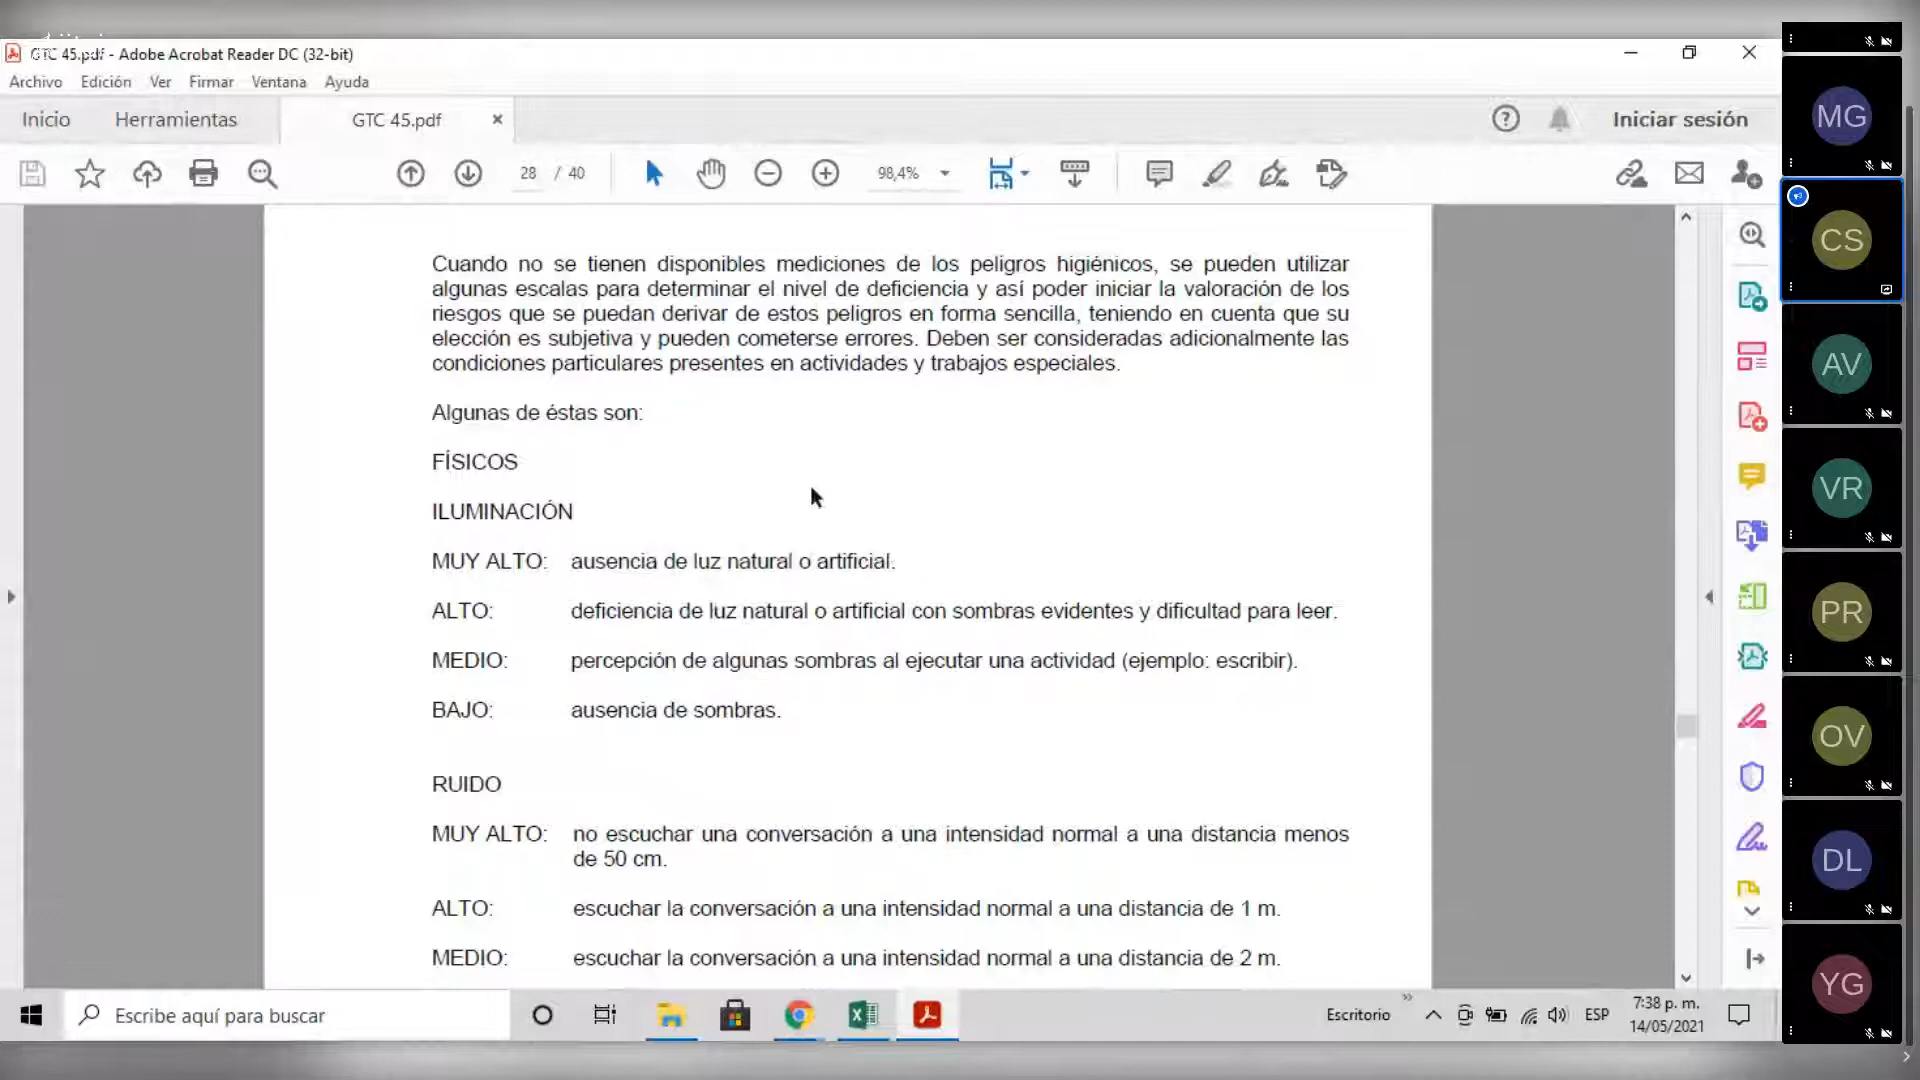 GTC 45.pdf - Adobe Acrobat Reader DC (32-bit)
Archivo Edición Ver Firmar Ventana Ayuda
Inicio Herramientas GTC 45.pdf Iniciar sesión
28 / 40 98,4%
Cuando no se tienen disponibles mediciones de los peligros higiénicos, se pueden utilizar
algunas escalas para determinar el nivel de deficiencia y así poder iniciar la valoración de los
riesgos que se puedan derivar de estos peligros en forma sencilla, teniendo en cuenta que su
elección es subjetiva y pueden cometerse errores. Deben ser consideradas adicionalmente las
condiciones particulares presentes en actividades y trabajos especiales.
Algunas de éstas son:
FÍSICOS
ILUMINACIÓN
MUY ALTO: ausencia de luz natural o artificial.
ALTO: deficiencia de luz natural o artificial con sombras evidentes y dificultad para leer.
MEDIO: percepción de algunas sombras al ejecutar una actividad (ejemplo: escribir).
BAJO: ausencia de sombras.
RUIDO
MUY ALTO: no escuchar una conversación a una intensidad normal a una distancia menos
de 50 cm.
ALTO: escuchar la conversación a una intensidad normal a una distancia de 1 m.
MEDIO: escuchar la conversación a una intensidad normal a una distancia de 2 m.
Escribe aquí para buscar
Escritorio
ESP
7:38 p. m.
14/05/2021
MG
CS
AV
VR
PR
OV
DL
YG